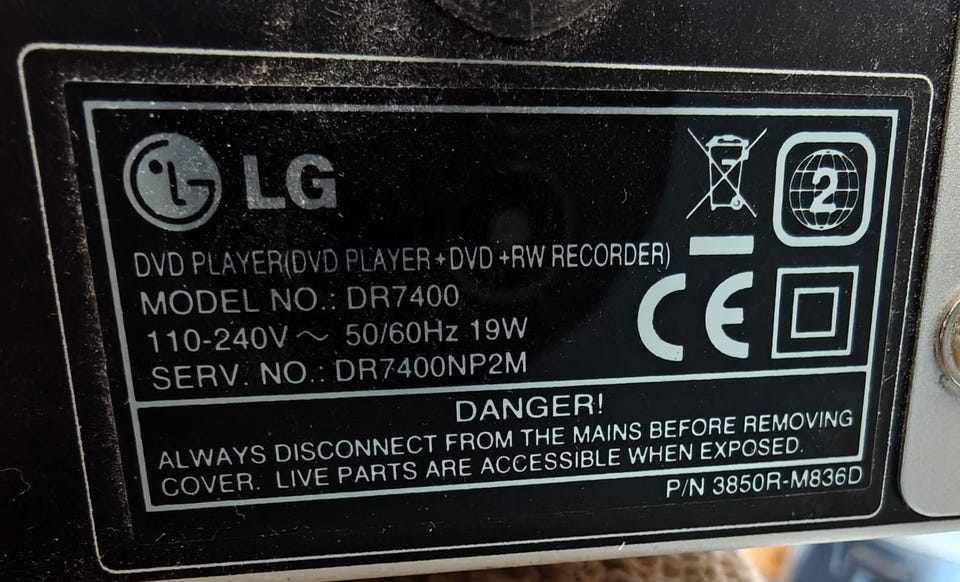 LG
2
DVD PLAYER(DVD PLAYER+DVD +RW RECORDER)
MODEL NO.: DR7400
110-240V ~ 50/60Hz 19W
SERV. NO.: DR7400NP2M
CE
DANGER!
ALWAYS DISCONNECT FROM THE MAINS BEFORE REMOVING
COVER. LIVE PARTS ARE ACCESSIBLE WHEN EXPOSED.
P/N 3850R-M836D